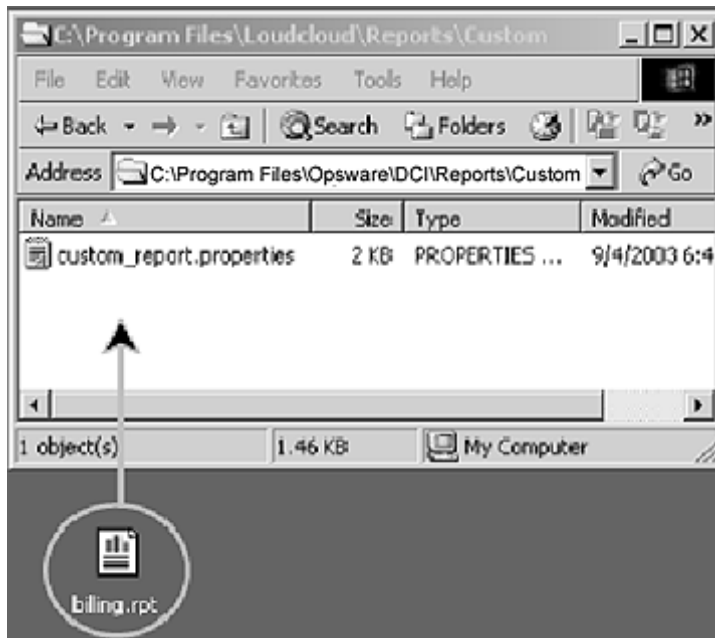 C:\Program Files\Loudcloud\Reports\Custom
File Edit View Favorites Tools Help
Back Search Folders »
Address C:\Program Files\Opsware\DCI\Reports\Custom Go
Name Size Type Modified
custom_report.properties 2 KB PROPERTIES ... 9/4/2003 6:4
1 object(s) 1.46 KB My Computer
billing.rpt